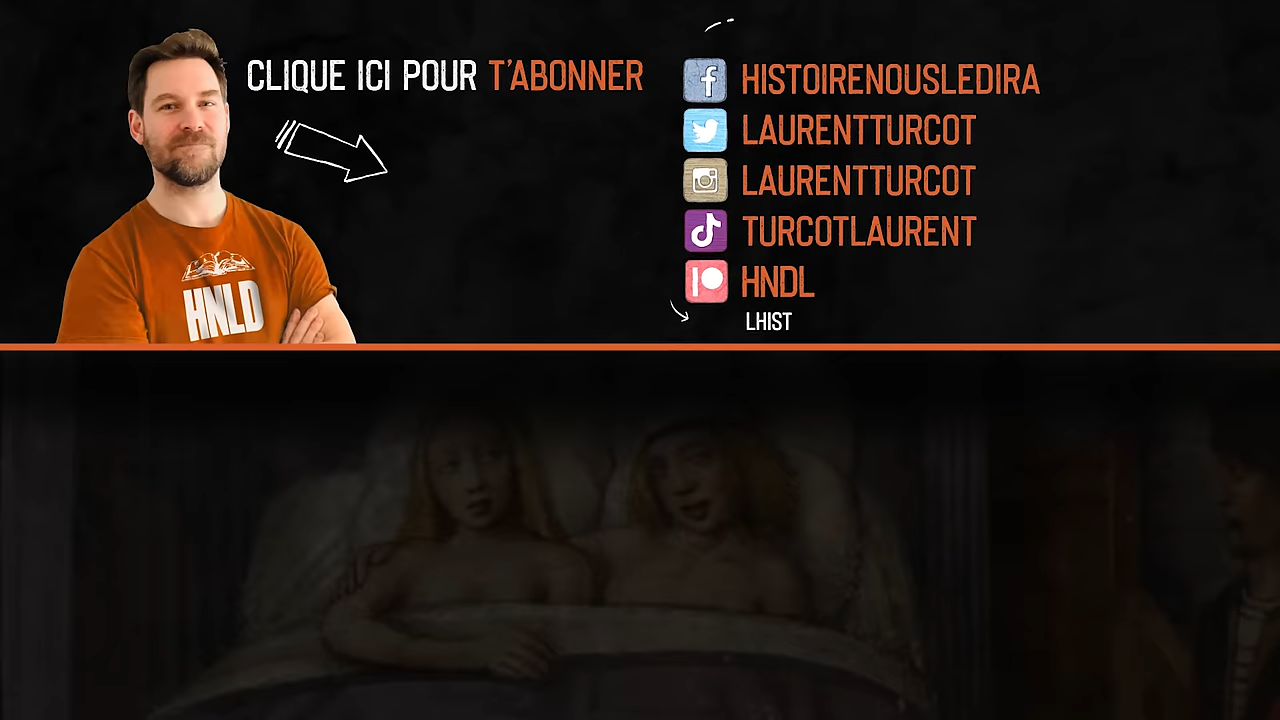 CLIQUE ICI POUR T'ABONNER
HISTOIRENOUSLEDIRA
LAURENTTURCOT
LAURENTTURCOT
TURCOTLAURENT
HNDL
LHIST
HNLD